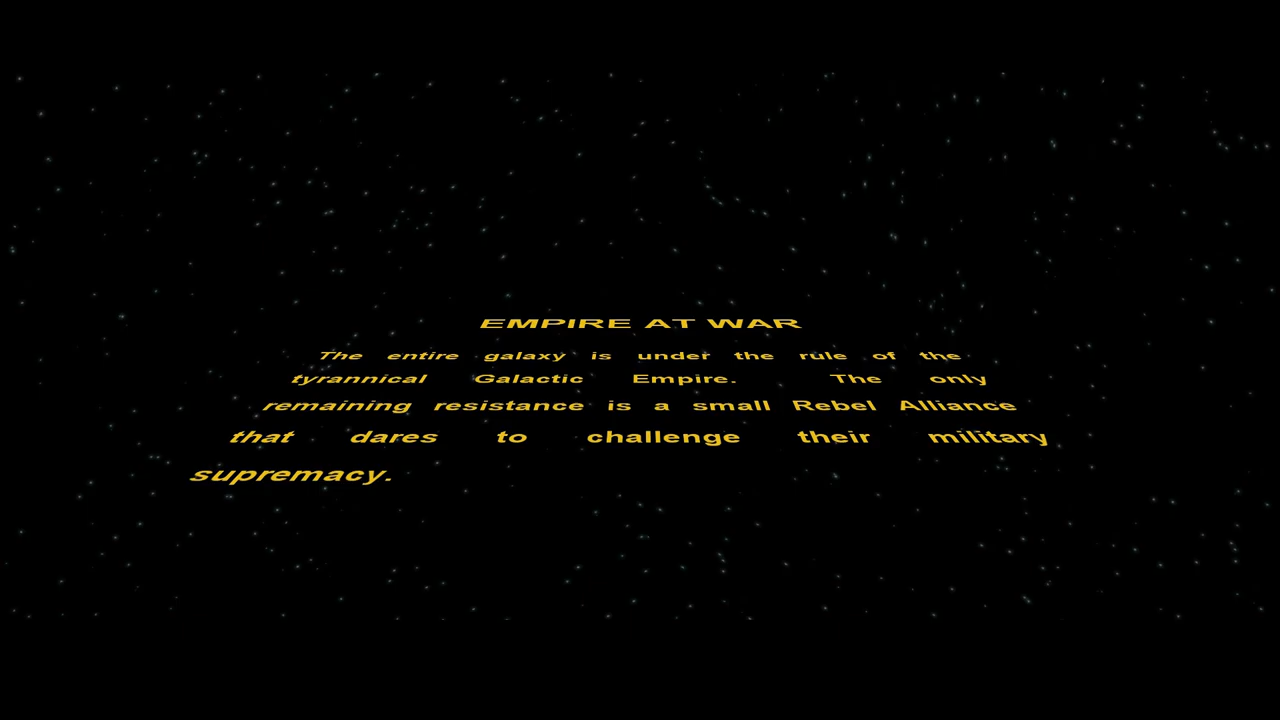 EMPIRE AT WAR
The entire galaxy is under the rule of the
tyrannical Galactic Empire. The only
remaining resistance is a small Rebel Alliance
that dares to challenge their military
supremacy.